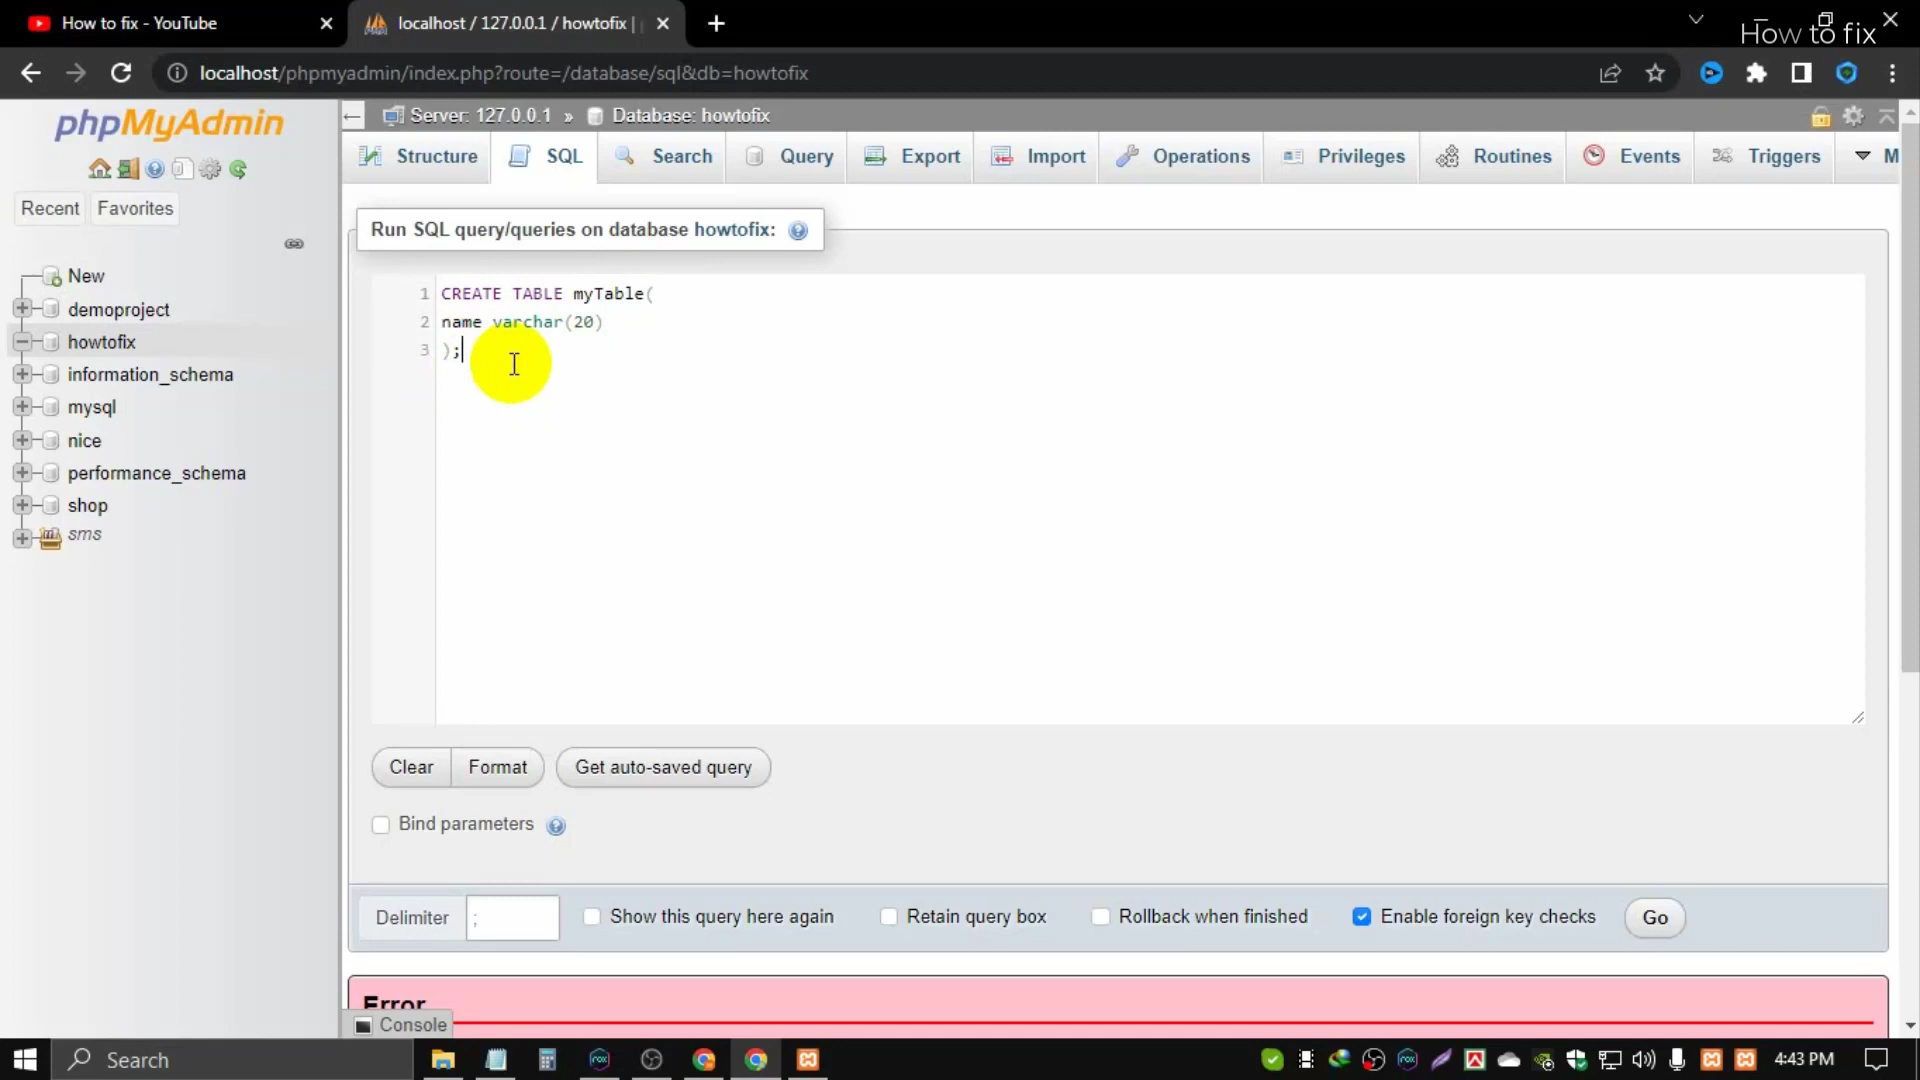 How to fix - YouTube
localhost / 127.0.0.1 / howtofix |
How to fix
localhost/phpmyadmin/index.php?route=/database/sql&db=howtofix
phpMyAdmin
Recent
Favorites
New
demoproject
howtofix
information_schema
mysql
nice
performance_schema
shop
sms
Server: 127.0.0.1 » Database: howtofix
Structure
SQL
Search
Query
Export
Import
Operations
Privileges
Routines
Events
Triggers
M
Run SQL query/queries on database howtofix:
1 CREATE TABLE myTable(
2 name varchar(20)
3 );
Clear
Format
Get auto-saved query
Bind parameters
Delimiter
;
Show this query here again
Retain query box
Rollback when finished
Enable foreign key checks
Go
Error
Console
Search
4:43 PM